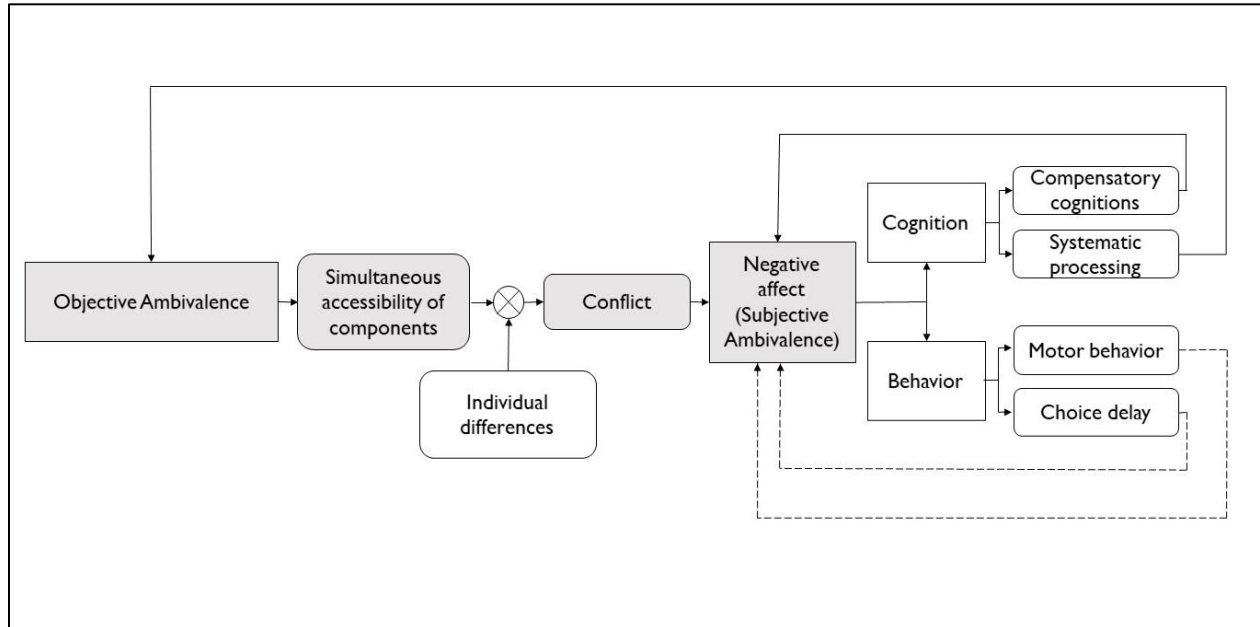 Objective Ambivalence
Simultaneous
accessibility of
components
Individual
differences
Conflict
Negative
affect
(Subjective
Ambivalence)
Cognition
Compensatory
cognitions
Systematic
processing
Behavior
Motor behavior
Choice delay